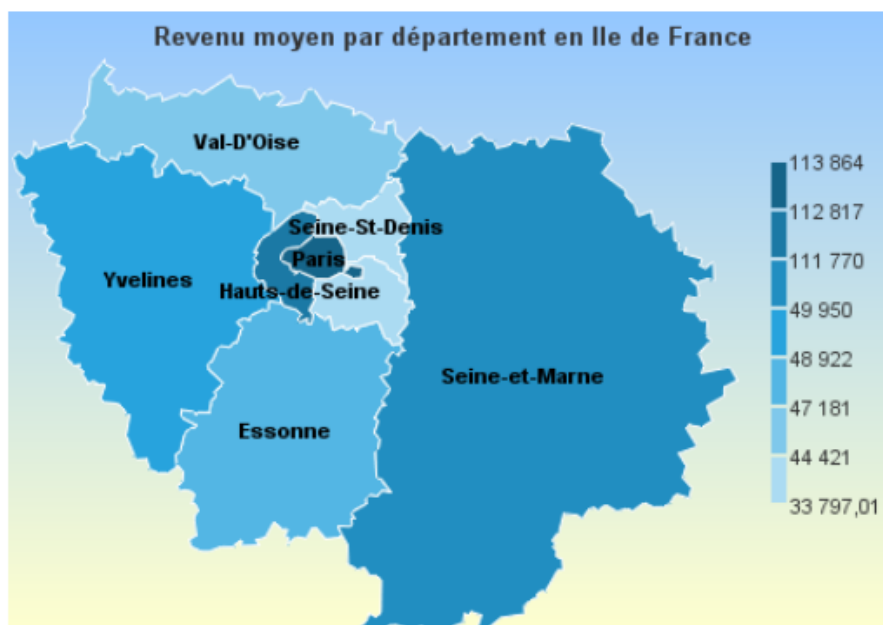 Revenu moyen par département en Ile de France
Val-D'Oise
Seine-St-Denis
Paris
Yvelines
Hauts-de-Seine
Seine-et-Marne
Essonne
113 864
112 817
111 770
49 950
48 922
47 181
44 421
33 797,01